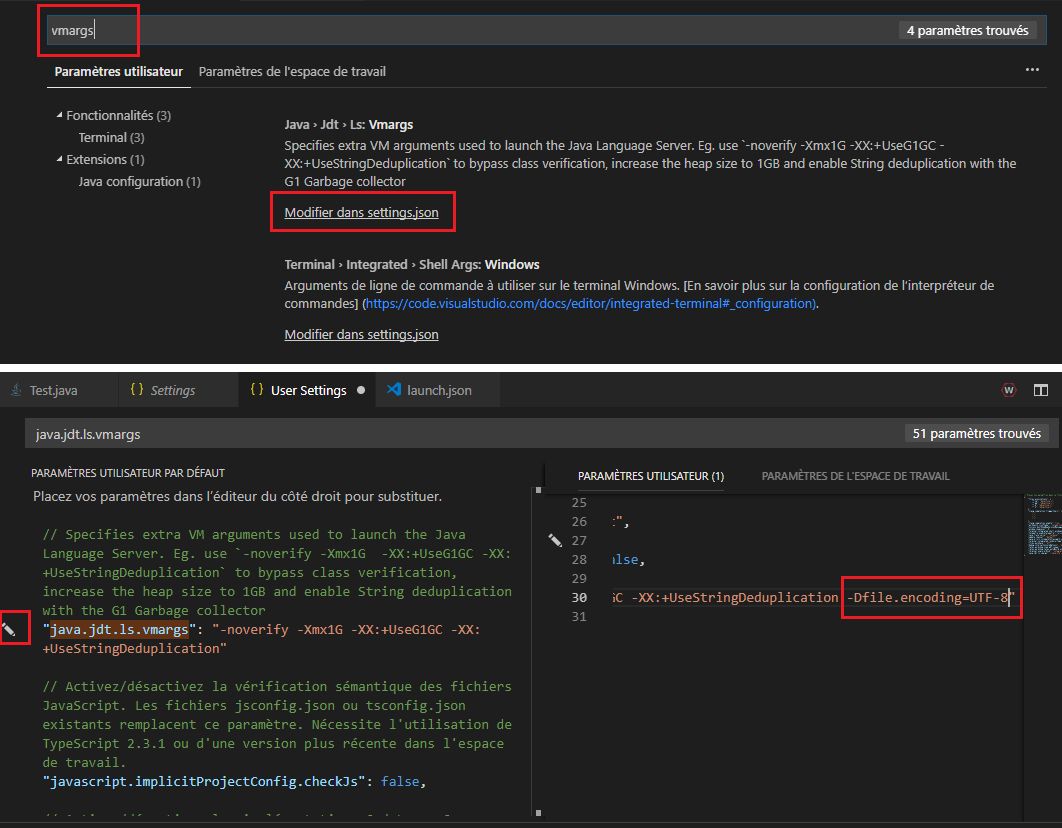 vmargs
4 paramètres trouvés
Paramètres utilisateur
Paramètres de l'espace de travail
Fonctionnalités (3)
Terminal (3)
Extensions (1)
Java configuration (1)
Java › Jdt › Ls: Vmargs
Specifies extra VM arguments used to launch the Java Language Server. Eg. use `-noverify -Xmx1G -XX:+UseG1GC -
XX:+UseStringDeduplication` to bypass class verification, increase the heap size to 1GB and enable String deduplication with the
G1 Garbage collector
Modifier dans settings.json
Terminal › Integrated › Shell Args: Windows
Arguments de ligne de commande à utiliser sur le terminal Windows. [En savoir plus sur la configuration de l'interpréteur de
commandes] (https://code.visualstudio.com/docs/editor/integrated-terminal#_configuration).
Modifier dans settings.json
Test.java
{ } Settings
{ } User Settings
launch.json
W
java.jdt.ls.vmargs
51 paramètres trouvés
PARAMÈTRES UTILISATEUR PAR DÉFAUT
Placez vos paramètres dans l'éditeur du côté droit pour substituer.
// Specifies extra VM arguments used to launch the Java
Language Server. Eg. use `-noverify -Xmx1G  -XX:+UseG1GC -XX:
+UseStringDeduplication` to bypass class verification,
increase the heap size to 1GB and enable String deduplication
with the G1 Garbage collector
"java.jdt.ls.vmargs": "-noverify -Xmx1G -XX:+UseG1GC -XX:
+UseStringDeduplication"
// Activez/désactivez la vérification sémantique des fichiers
JavaScript. Les fichiers jsconfig.json ou tsconfig.json
existants remplacent ce paramètre. Nécessite l'utilisation de
TypeScript 2.3.1 ou d'une version plus récente dans l'espace
de travail.
"javascript.implicitProjectConfig.checkJs": false,
PARAMÈTRES UTILISATEUR (1)
PARAMÈTRES DE L'ESPACE DE TRAVAIL
25
26 :",
27
28 alse,
29
30 GC -XX:+UseStringDeduplication -Dfile.encoding=UTF-8"
31